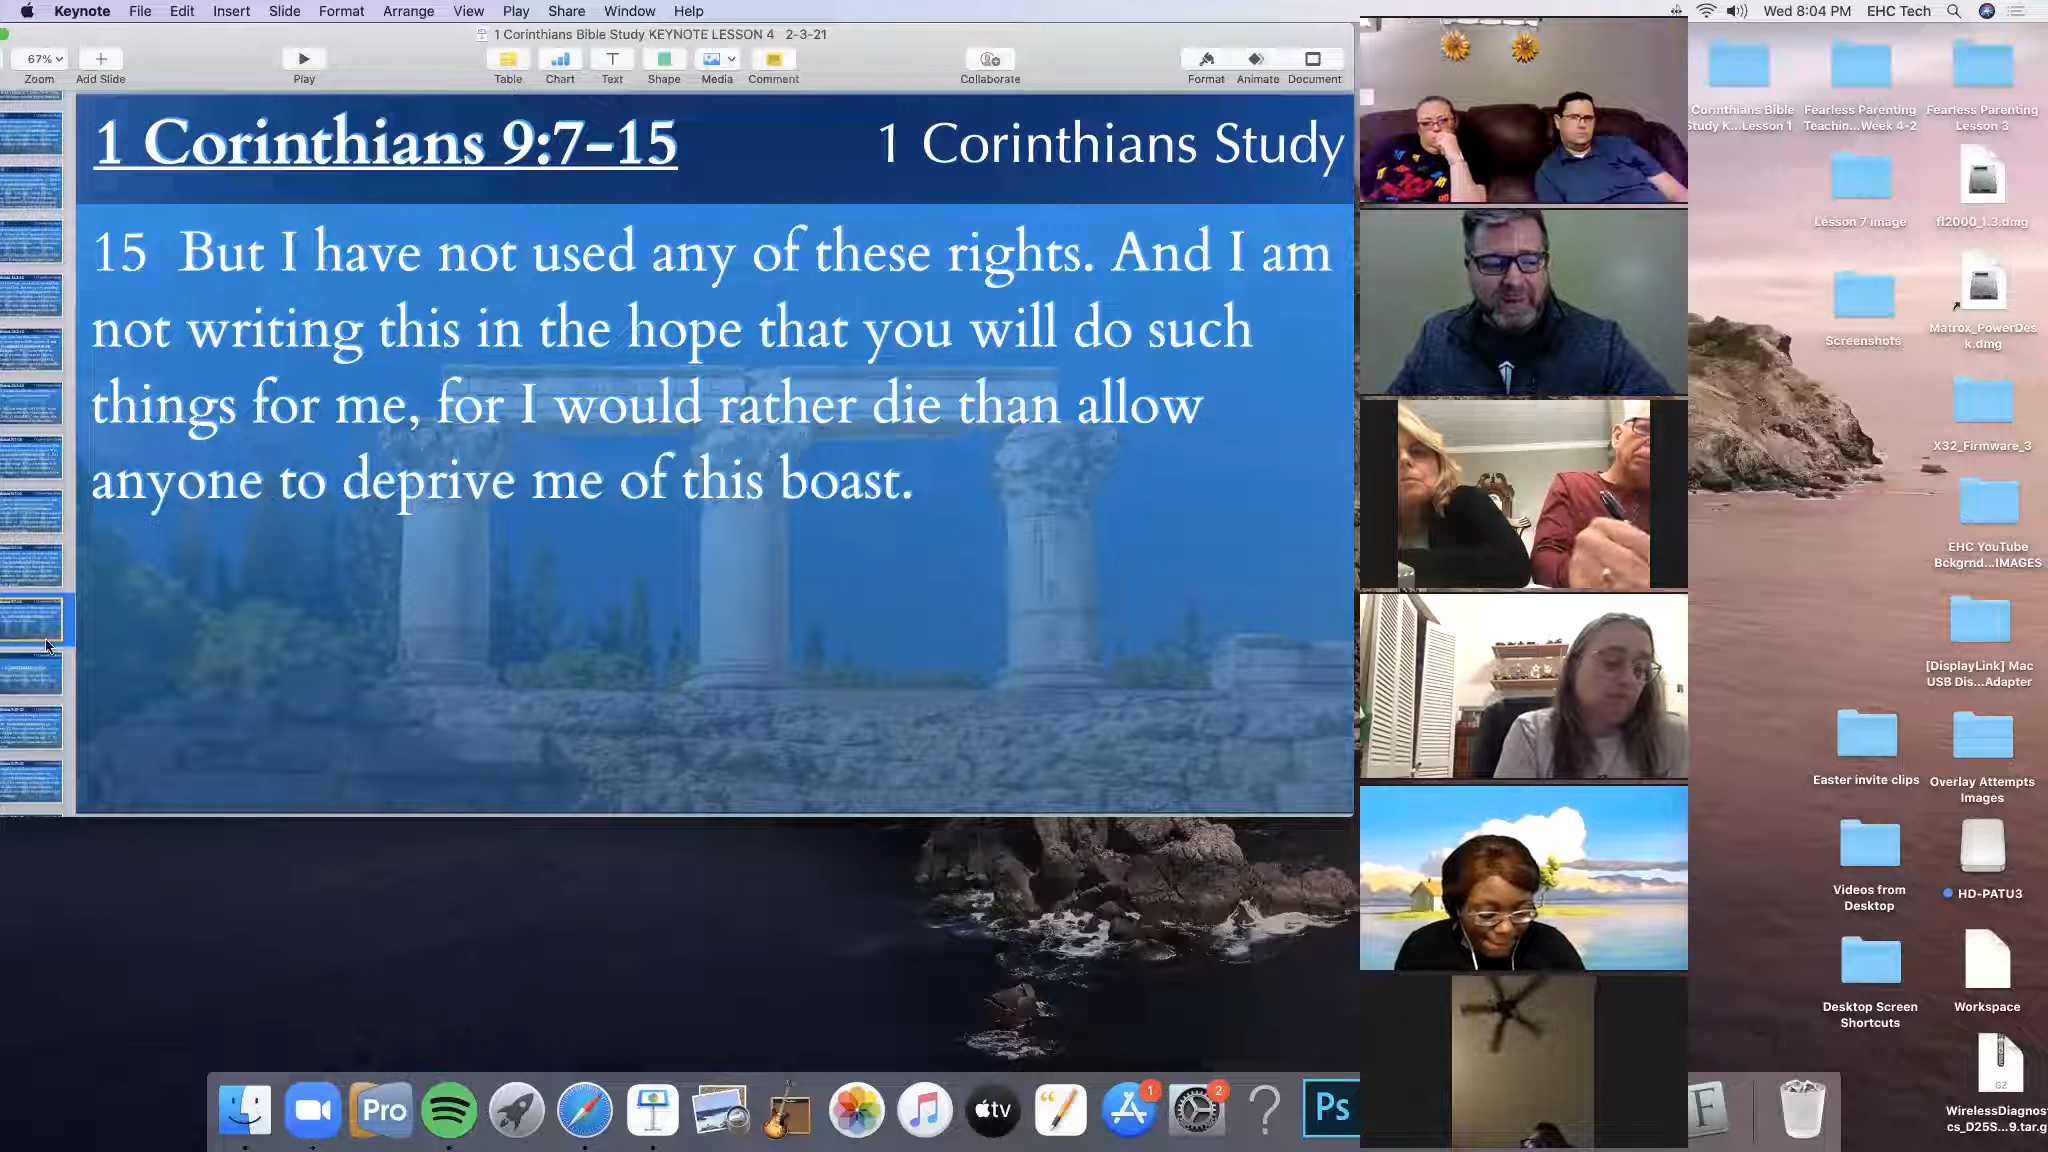 Keynote File Edit Insert Slide Format Arrange View Play Share Window Help
Wed 8:04 PM EHC Tech
1 Corinthians Bible Study KEYNOTE LESSON 4 2-3-21
67%
Zoom Add Slide Play Table Chart Text Shape Media Comment Collaborate Format Animate Document
1 Corinthians 9:7-15
1 Corinthians Study
15 But I have not used any of these rights. And I am
not writing this in the hope that you will do such
things for me, for I would rather die than allow
anyone to deprive me of this boast.
Corinthians Bible
Study K...Lesson 1
Fearless Parenting
Teachin...Week 4-2
Fearless Parenting
Lesson 3
Lesson 7 image
fl2000_1.3.dmg
Screenshots
Matrox_PowerDes
k.dmg
X32_Firmware_3
EHC YouTube
Bckgrnd...IMAGES
[DisplayLink] Mac
USB Dis...Adapter
Easter invite clips
Overlay Attempts
Images
Videos from
Desktop
HD-PATU3
Desktop Screen
Shortcuts
Workspace
GZ
WirelessDiagnos
cs_D25S...9.tar.g
Pro
tv
1
2
Ps
F